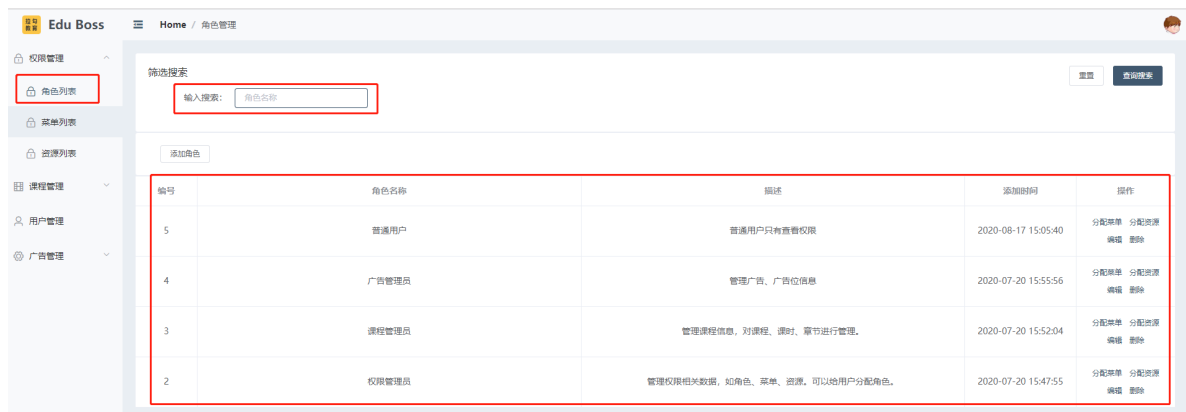 拉勾教育 Edu Boss Home / 角色管理
权限管理
角色列表
菜单列表
资源列表
课程管理
用户管理
广告管理
筛选搜索
重置 查询搜索
输入搜索: 角色名称
添加角色
编号 角色名称 描述 添加时间 操作
5 普通用户 普通用户只有查看权限 2020-08-17 15:05:40 分配菜单 分配资源
编辑 删除
4 广告管理员 管理广告、广告位信息 2020-07-20 15:55:56 分配菜单 分配资源
编辑 删除
3 课程管理员 管理课程信息，对课程、课时、章节进行管理。 2020-07-20 15:52:04 分配菜单 分配资源
编辑 删除
2 权限管理员 管理权限相关数据，如角色、菜单、资源。可以给用户分配角色。 2020-07-20 15:47:55 分配菜单 分配资源
编辑 删除